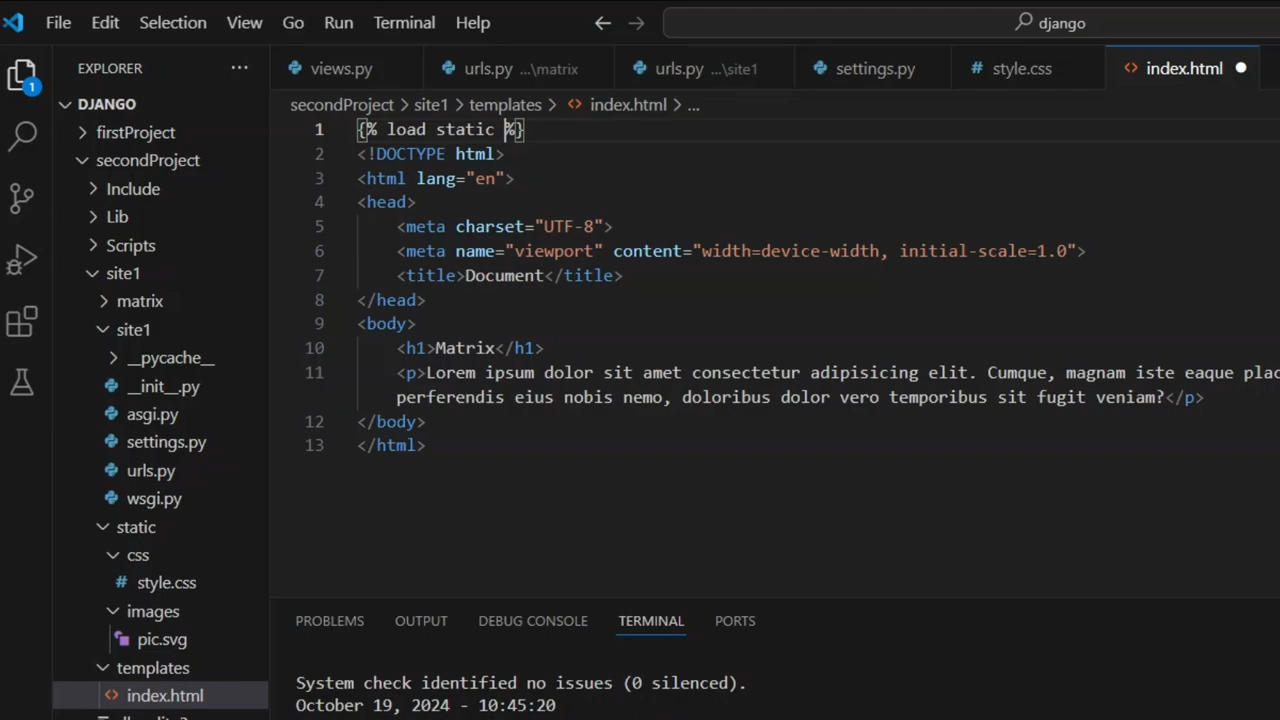 File Edit Selection View Go Run Terminal Help django
EXPLORER
1
DJANGO
firstProject
secondProject
Include
Lib
Scripts
site1
matrix
site1
__pycache__
__init__.py
asgi.py
settings.py
urls.py
wsgi.py
static
css
style.css
images
pic.svg
templates
index.html
views.py urls.py ...\matrix urls.py ...\site1 settings.py style.css index.html
secondProject > site1 > templates > index.html > ...
1 {% load static %}
2 <!DOCTYPE html>
3 <html lang="en">
4 <head>
5 <meta charset="UTF-8">
6 <meta name="viewport" content="width=device-width, initial-scale=1.0">
7 <title>Document</title>
8 </head>
9 <body>
10 <h1>Matrix</h1>
11 <p>Lorem ipsum dolor sit amet consectetur adipisicing elit. Cumque, magnam iste eaque plac
perferendis eius nobis nemo, doloribus dolor vero temporibus sit fugit veniam?</p>
12 </body>
13 </html>
PROBLEMS OUTPUT DEBUG CONSOLE TERMINAL PORTS
System check identified no issues (0 silenced).
October 19, 2024 - 10:45:20